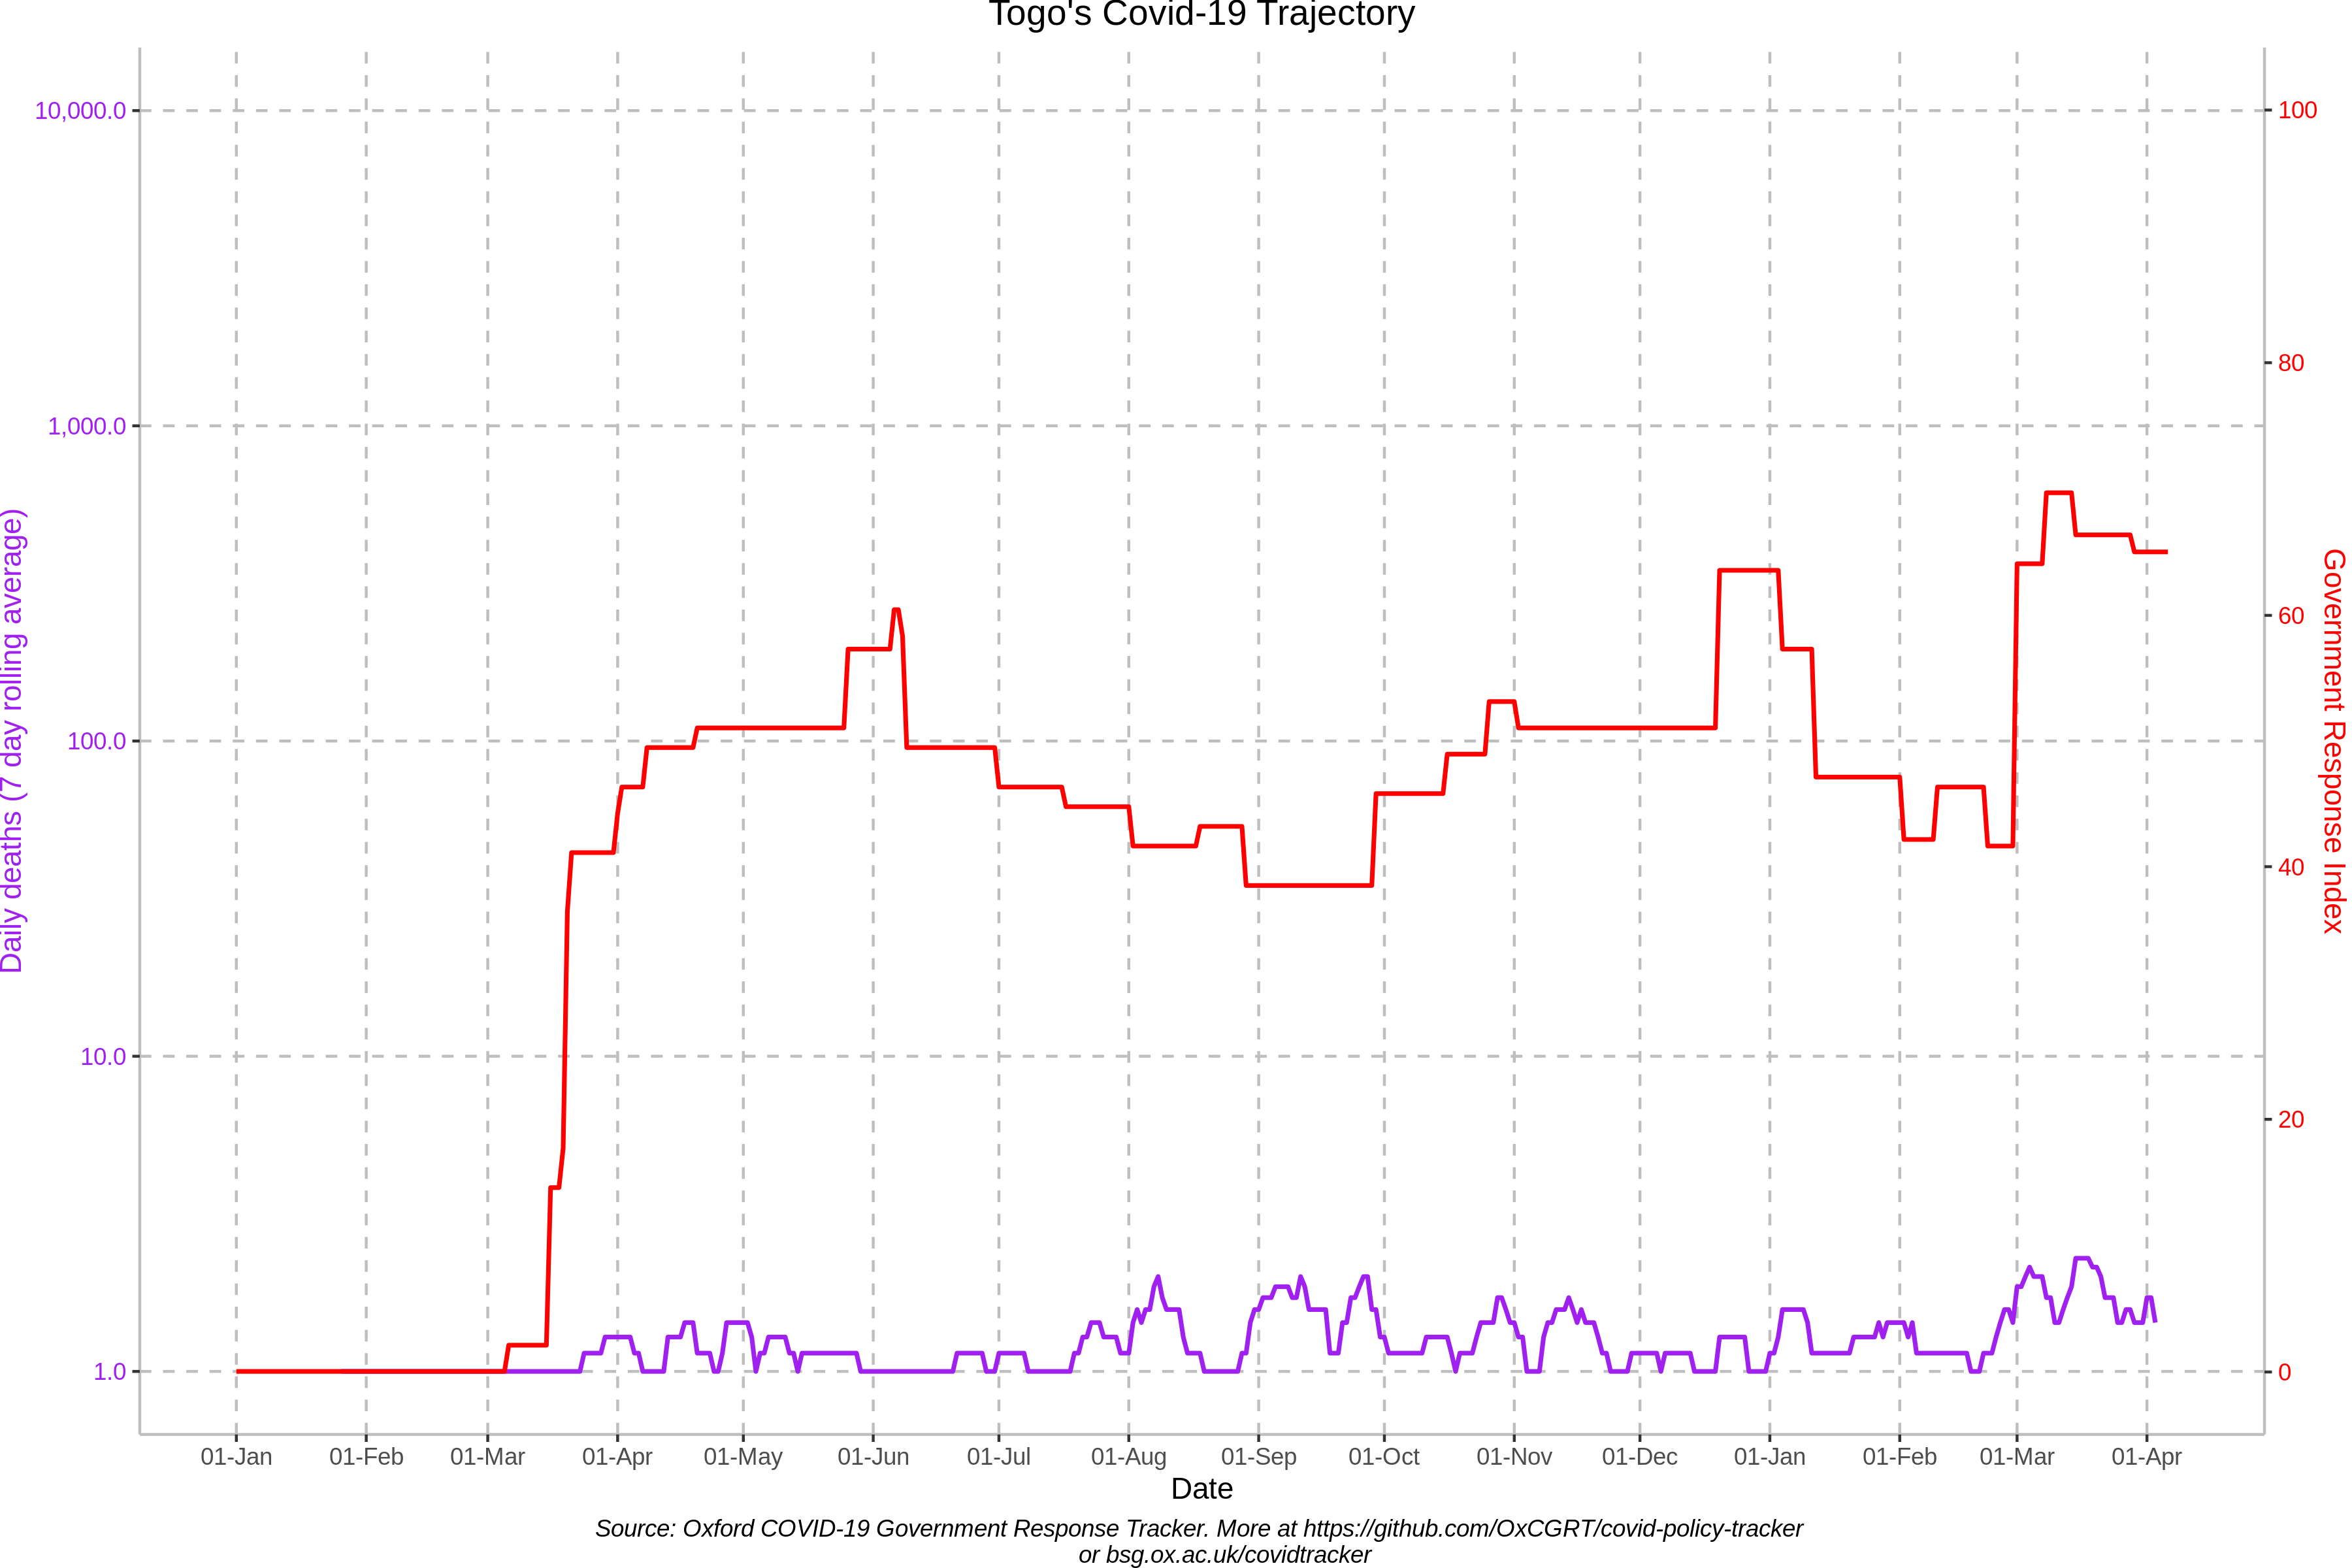 Togo's Covid-19 Trajectory
10,000.0
1,000.0
100.0
10.0
1.0
Daily deaths (7 day rolling average)
100
80
60
40
20
0
Government Response Index
01-Jan 01-Feb 01-Mar 01-Apr 01-May 01-Jun 01-Jul 01-Aug 01-Sep 01-Oct 01-Nov 01-Dec 01-Jan 01-Feb 01-Mar 01-Apr
Date
Source: Oxford COVID-19 Government Response Tracker. More at https://github.com/OxCGRT/covid-policy-tracker
or bsg.ox.ac.uk/covidtracker